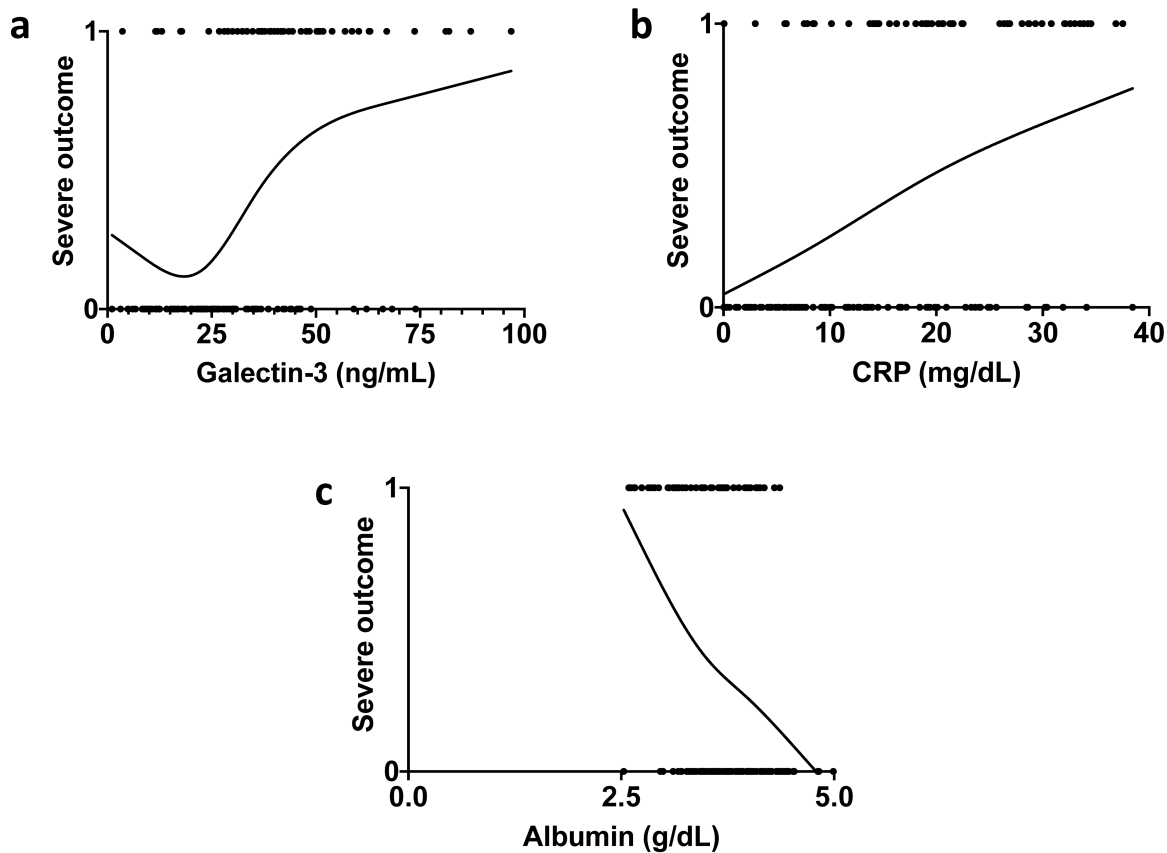 a
Severe outcome
1
0
0 25 50 75 100
Galectin-3 (ng/mL)
b
Severe outcome
1
0
0 10 20 30 40
CRP (mg/dL)
c
Severe outcome
1
0
0.0 2.5 5.0
Albumin (g/dL)